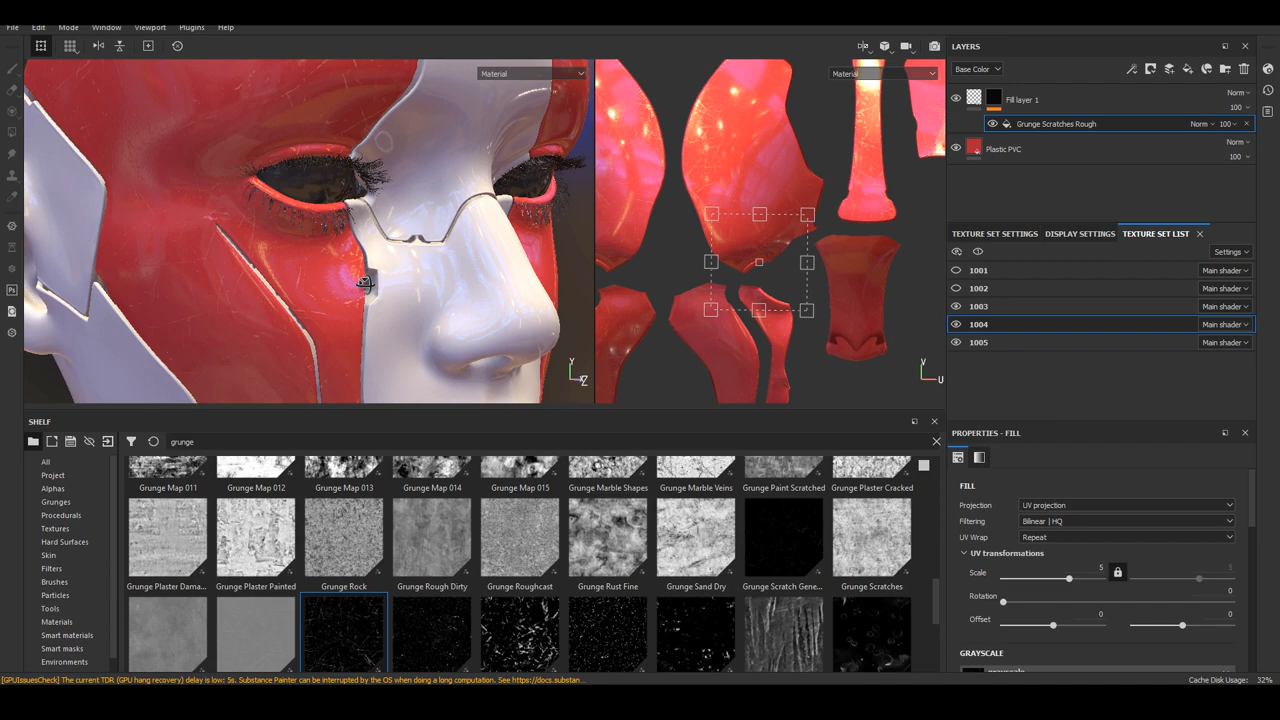 File Edit Mode Window Viewport Plugins Help
Material
Material
LAYERS
Base Color
Norm
Fill layer 1
100
Grunge Scratches Rough Norm 100
Plastic PVC
Norm
100
TEXTURE SET SETTINGS DISPLAY SETTINGS TEXTURE SET LIST
Settings
1001 Main shader
1002 Main shader
1003 Main shader
1004 Main shader
1005 Main shader
Y
Z
V
U
SHELF
grunge
All
Project
Alphas
Grunges
Procedurals
Textures
Hard Surfaces
Skin
Filters
Brushes
Particles
Tools
Materials
Smart materials
Smart masks
Environments
Grunge Map 011 Grunge Map 012 Grunge Map 013 Grunge Map 014 Grunge Map 015 Grunge Marble Shapes Grunge Marble Veins Grunge Paint Scratched Grunge Plaster Cracked
Grunge Plaster Dama... Grunge Plaster Painted Grunge Rock Grunge Rough Dirty Grunge Roughcast Grunge Rust Fine Grunge Sand Dry Grunge Scratch Gene... Grunge Scratches
PROPERTIES - FILL
FILL
Projection UV projection
Filtering Bilinear | HQ
UV Wrap Repeat
UV transformations
Scale 5 5
Rotation 0
Offset 0 0
GRAYSCALE
Ps
[GPUIssuesCheck] The current TDR (GPU hang recovery) delay is low: 5s. Substance Painter can be interrupted by the OS when doing a long computation. See https://docs.substan...
Cache Disk Usage: 32%